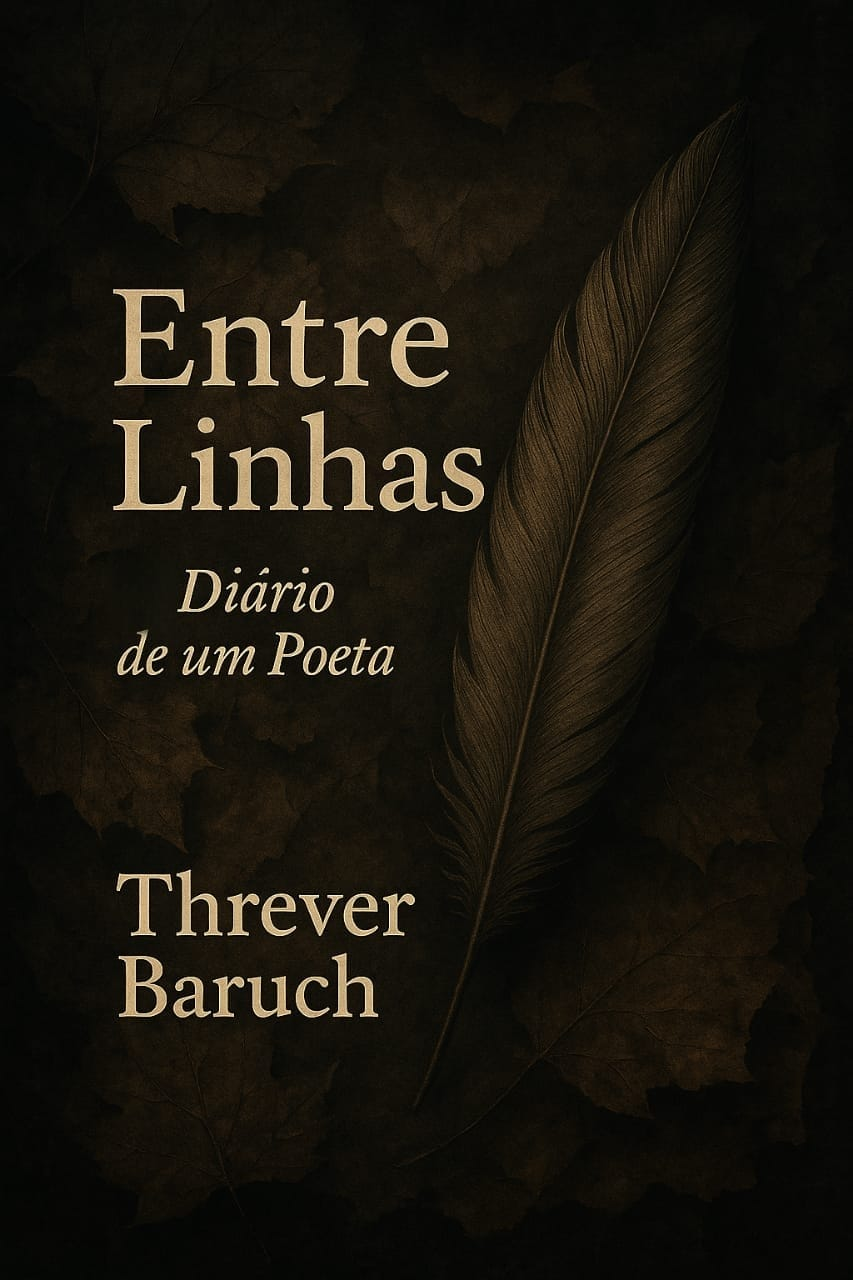 Entre
Linhas
Diário
de um Poeta
Threver
Baruch